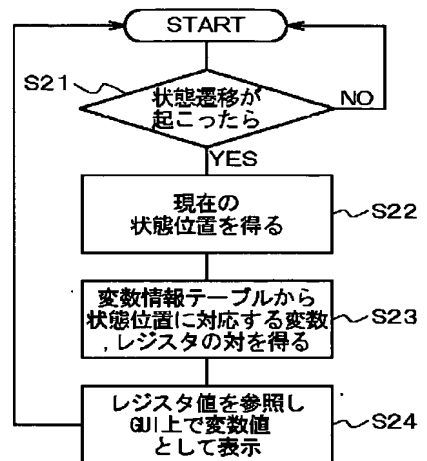 START
S21
状態遷移が
起こったら
NO
YES
現在の
状態位置を得る
S22
変数情報テーブルから
状態位置に対応する変数
,レジスタの対を得る
S23
レジスタ値を参照し
GUI上で変数値
として表示
S24